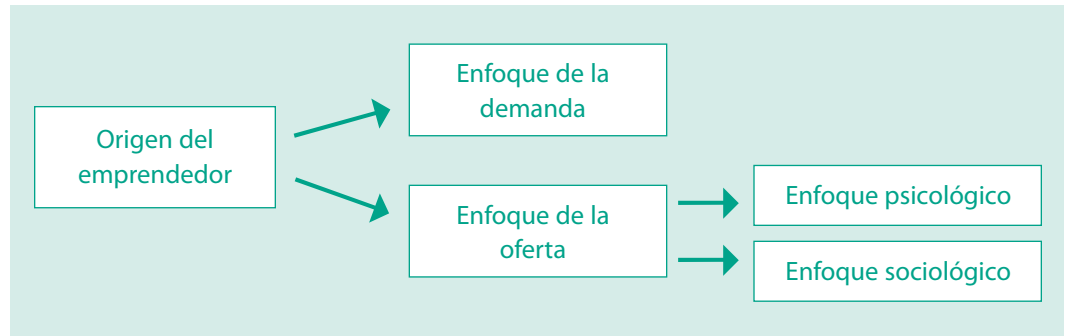 Origen del
emprendedor
Enfoque de la
demanda
Enfoque de la
oferta
Enfoque psicológico
Enfoque sociológico